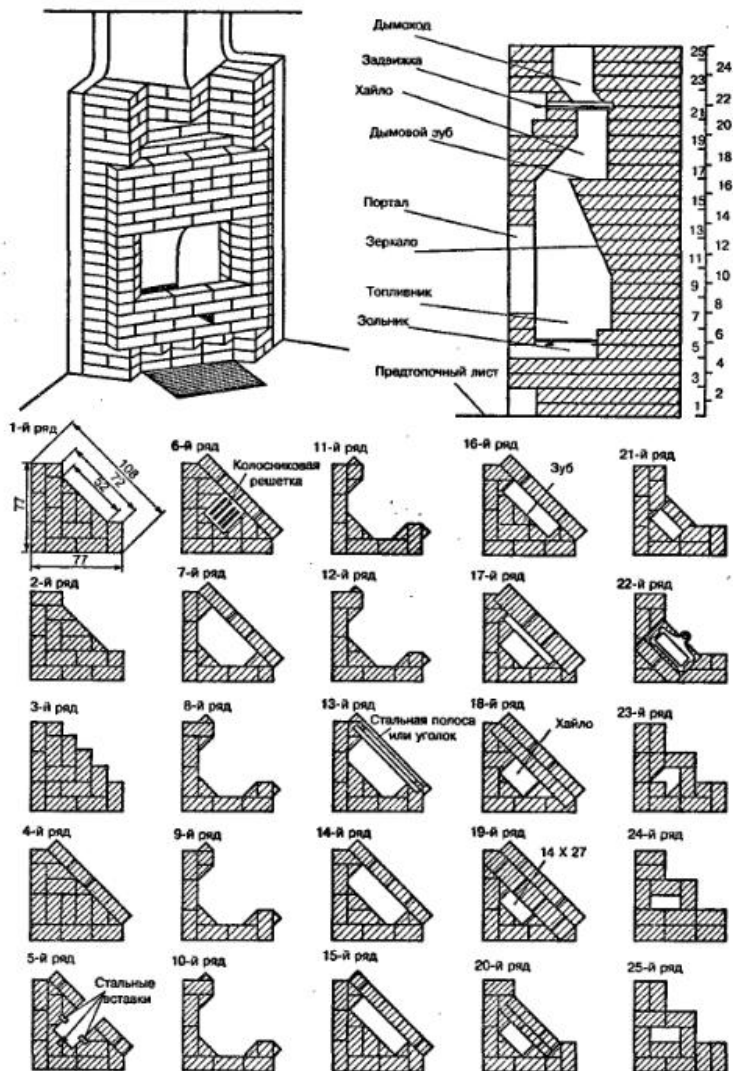 Дымоход
Задвижка
Хайло
Дымовой зуб
Портал
Зеркало
Топливник
Зольник
Предтопочный лист
25
24
23
22
21
20
19
18
17
16
15
14
13
12
11
10
9
8
7
6
5
4
3
2
1
1-й ряд
108
72
52
77
77
6-й ряд
Колосниковая
решетка
11-й ряд
16-й ряд
Зуб
21-й ряд
2-й ряд
7-й ряд
12-й ряд
17-й ряд
22-й ряд
3-й ряд
8-й ряд
13-й ряд
Стальная полоса
или уголок
18-й ряд
Хайло
23-й ряд
4-й ряд
9-й ряд
14-й ряд
19-й ряд
14 X 27
24-й ряд
5-й ряд
Стальные
вставки
10-й ряд
15-й ряд
20-й ряд
25-й ряд